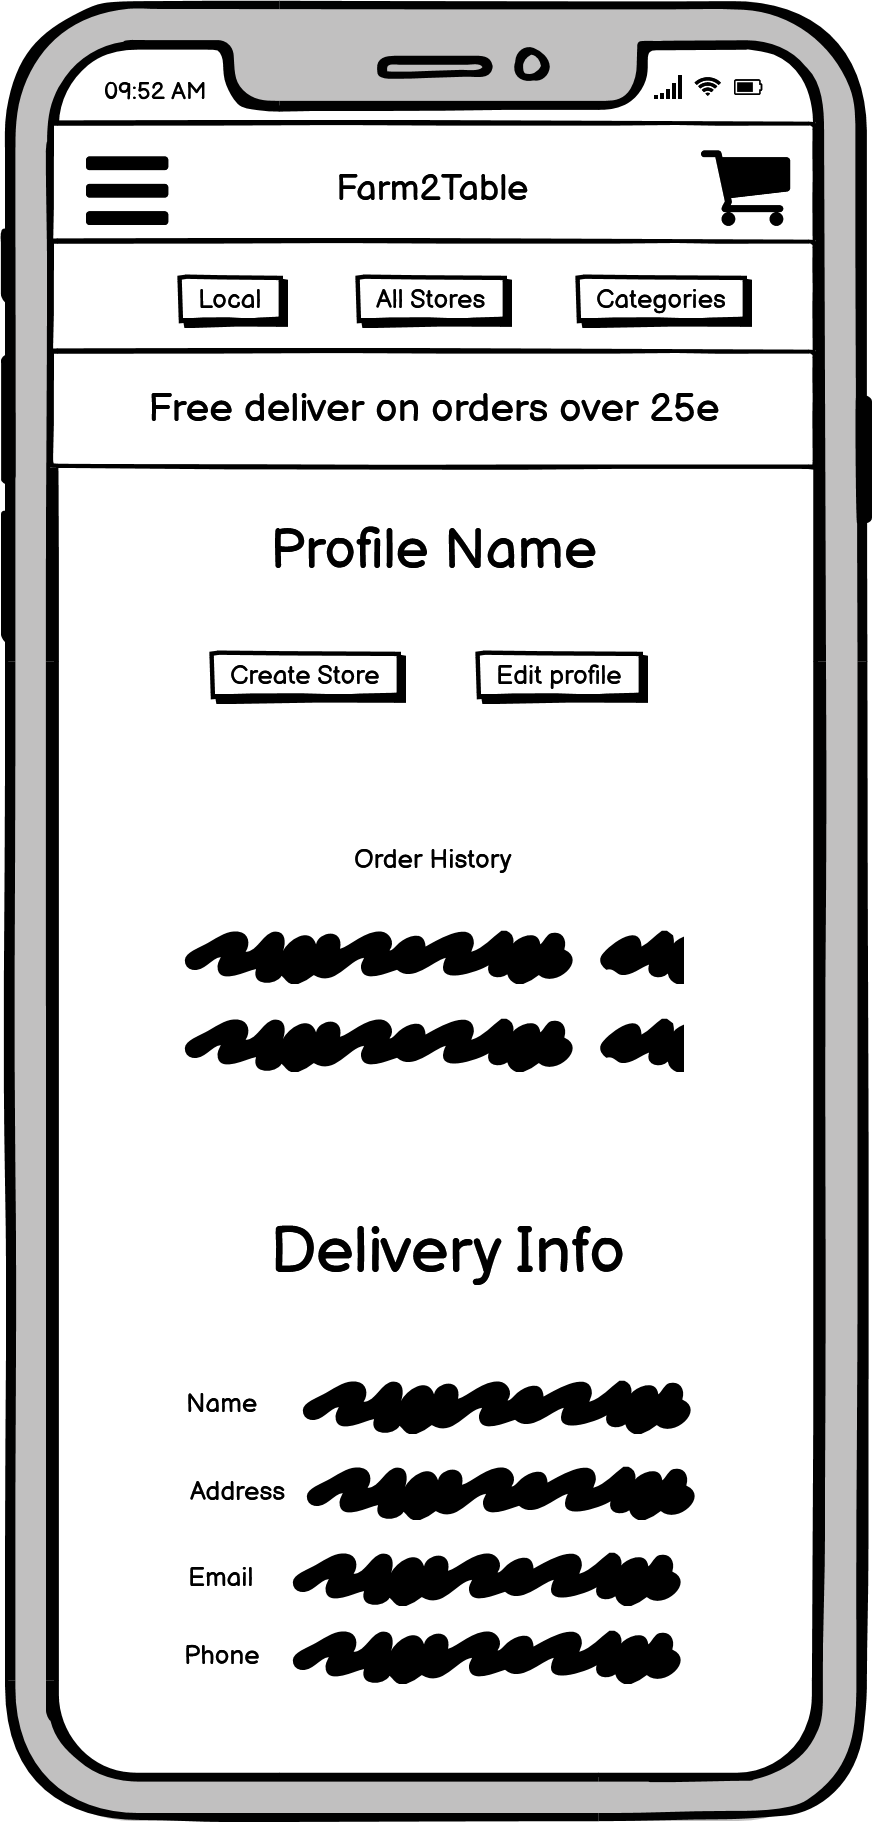 09:52 AM
Farm2Table
Local All Stores Categories
Free deliver on orders over 25e
Profile Name
Create Store Edit profile
Order History
Delivery Info
Name
Address
Email
Phone